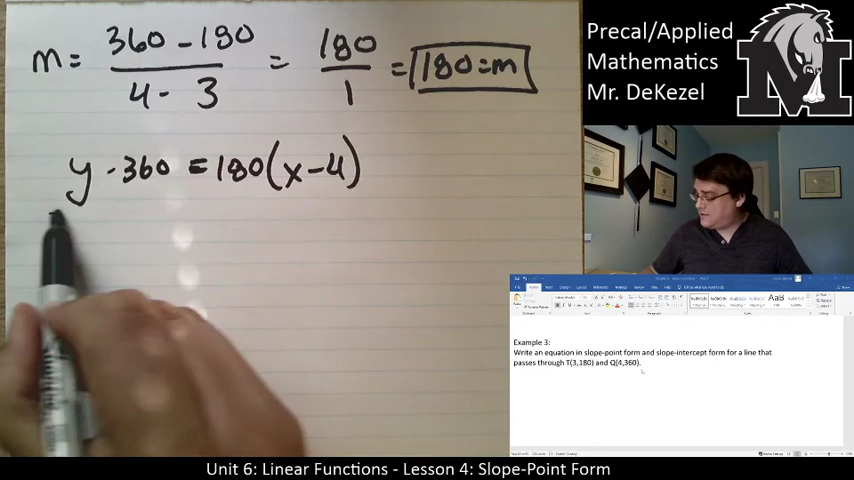 m = 360 - 180 / 4 - 3 = 180 / 1 = 180 = m
y - 360 = 180(x - 4)
Precal/Applied
Mathematics
Mr. DeKezel
M
Example 3:
Write an equation in slope-point form and slope-intercept form for a line that
passes through T(3,180) and Q(4,360).
Unit 6: Linear Functions - Lesson 4: Slope-Point Form